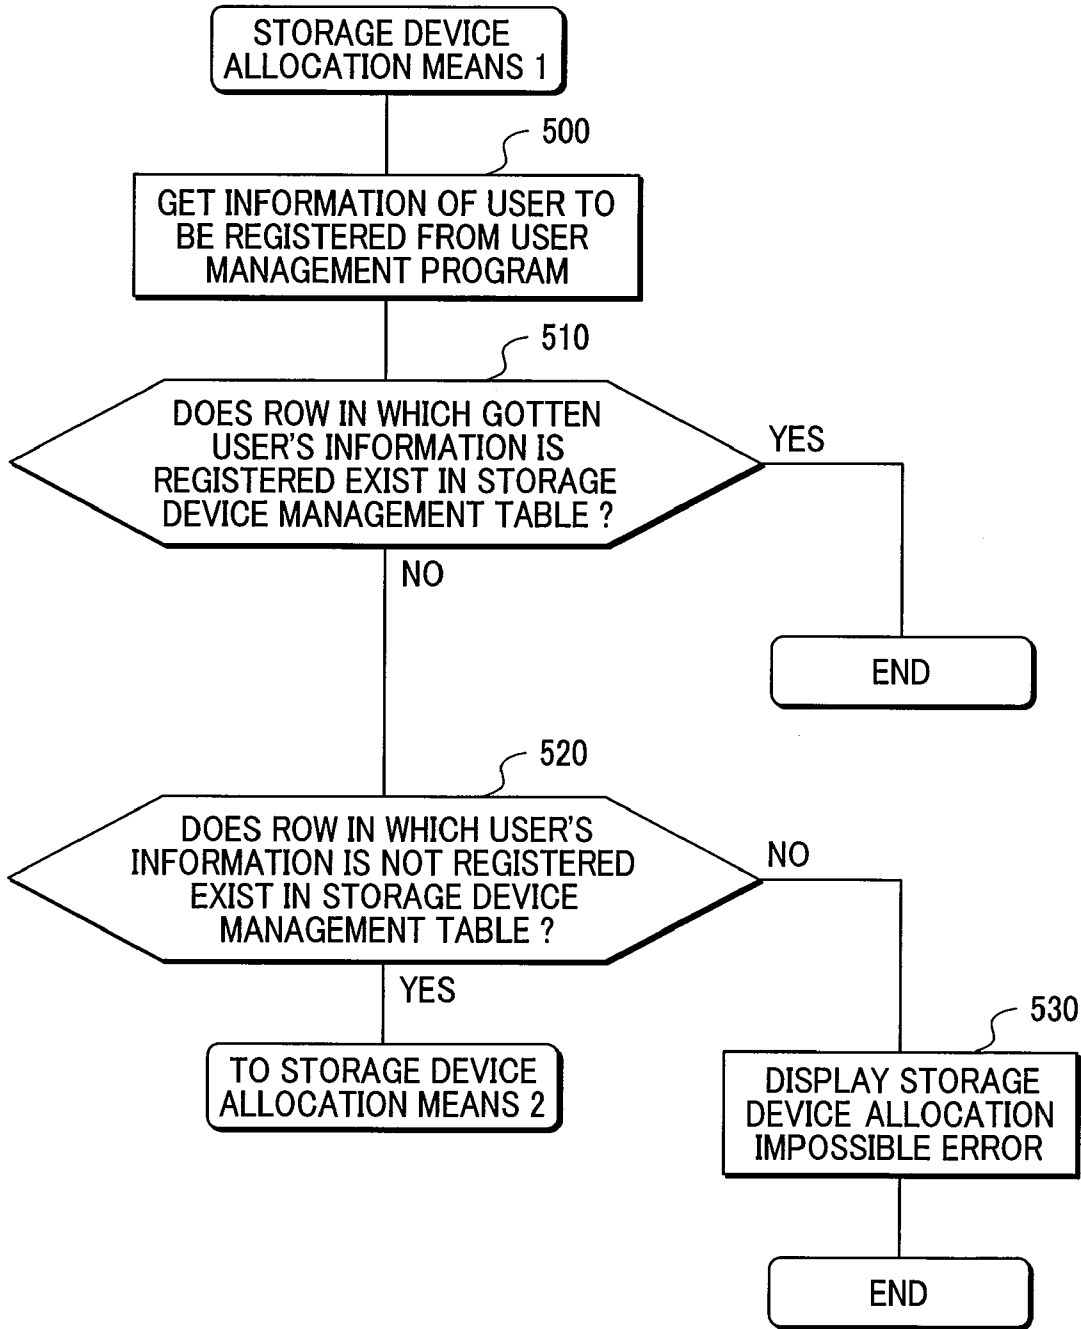 STORAGE DEVICE
ALLOCATION MEANS 1
500
GET INFORMATION OF USER TO
BE REGISTERED FROM USER
MANAGEMENT PROGRAM
510
DOES ROW IN WHICH GOTTEN
USER'S INFORMATION IS
REGISTERED EXIST IN STORAGE
DEVICE MANAGEMENT TABLE ?
YES
NO
END
520
DOES ROW IN WHICH USER'S
INFORMATION IS NOT REGISTERED
EXIST IN STORAGE DEVICE
MANAGEMENT TABLE ?
NO
YES
530
TO STORAGE DEVICE
ALLOCATION MEANS 2
DISPLAY STORAGE
DEVICE ALLOCATION
IMPOSSIBLE ERROR
END